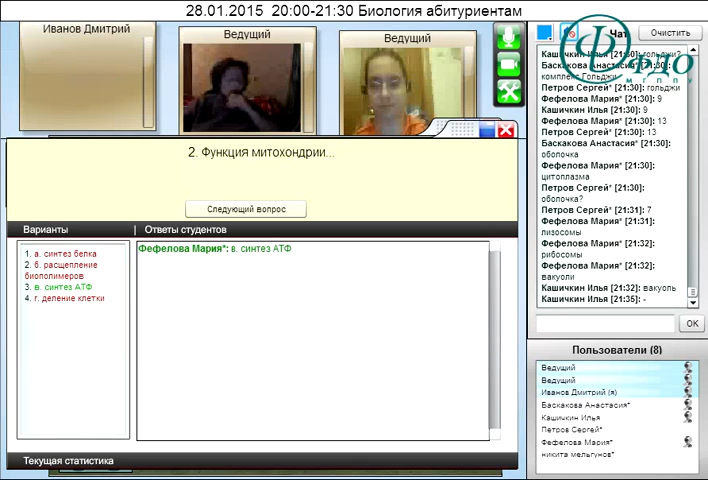 28.01.2015 20:00-21:30 Биология абитуриентам
Иванов Дмитрий
Ведущий
Ведущий
2. Функция митохондрии...
Следующий вопрос
Варианты
Ответы студентов
1. а. синтез белка
2. б. расщепление
биополимеров
3. в. синтез АТФ
4. г. деление клетки
Фефелова Мария*: в. синтез АТФ
Текущая статистика
Чат
Очистить
ФДО
МГППУ
Кашичкин Илья [21:30]: гольджи?
Баскакова Анастасия* [21:30]:
комплекс Гольджи
Петров Сергей* [21:30]: гольджи
Фефелова Мария* [21:30]: 9
Кашичкин Илья [21:30]: 9
Фефелова Мария* [21:30]: 13
Петров Сергей* [21:30]: 13
Баскакова Анастасия* [21:30]:
оболочка
Фефелова Мария* [21:30]:
цитоплазма
Петров Сергей* [21:30]:
оболочка?
Петров Сергей* [21:31]: 7
Фефелова Мария* [21:31]:
лизосомы
Фефелова Мария* [21:32]:
рибосомы
Фефелова Мария* [21:32]:
вакуоли
Кашичкин Илья [21:32]: вакуоль
Кашичкин Илья [21:35]: -
OK
Пользователи (8)
Ведущий
Ведущий
Иванов Дмитрий (я)
Баскакова Анастасия*
Кашичкин Илья
Петров Сергей*
Фефелова Мария*
никита мельгунов*